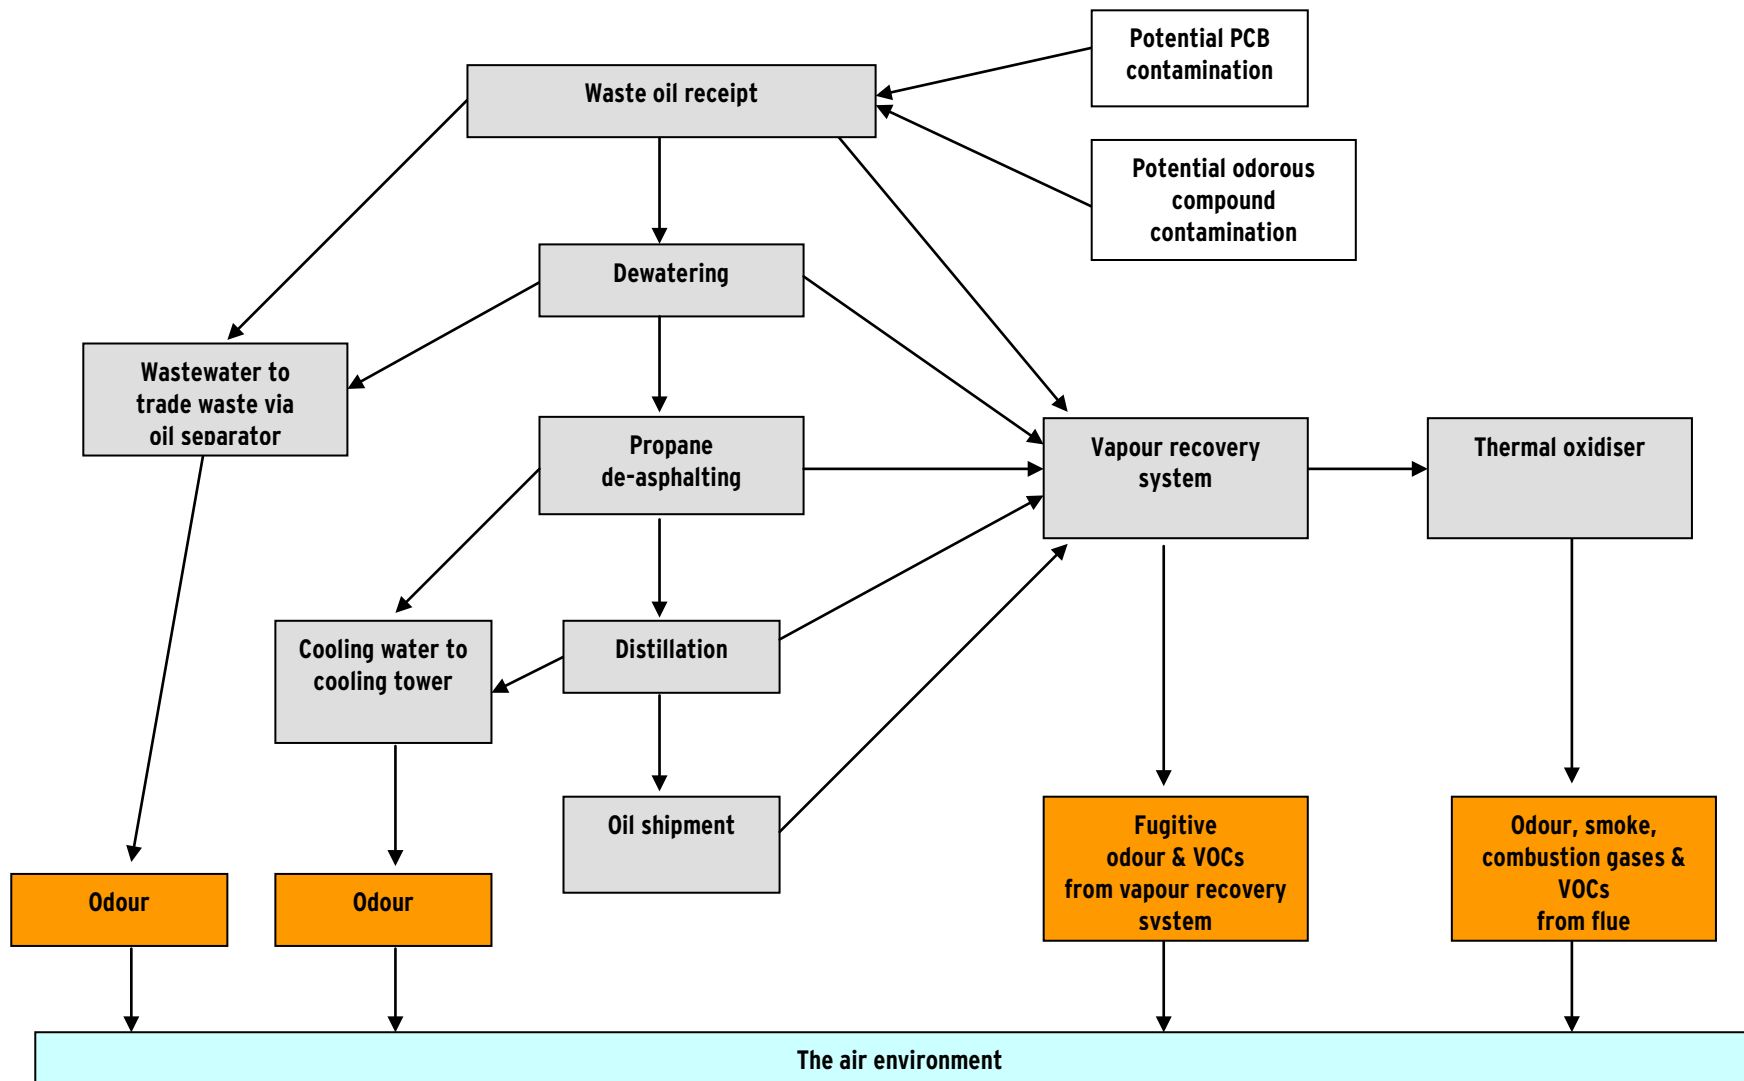 Potential PCB
contamination
Waste oil receipt
Potential odorous
compound
contamination
Dewatering
Wastewater to
trade waste via
oil separator
Propane
de-asphalting
Vapour recovery
system
Thermal oxidiser
Cooling water to
cooling tower
Distillation
Oil shipment
Fugitive
odour & VOCs
from vapour recovery
system
Odour, smoke,
combustion gases &
VOCs
from flue
Odour
Odour
The air environment